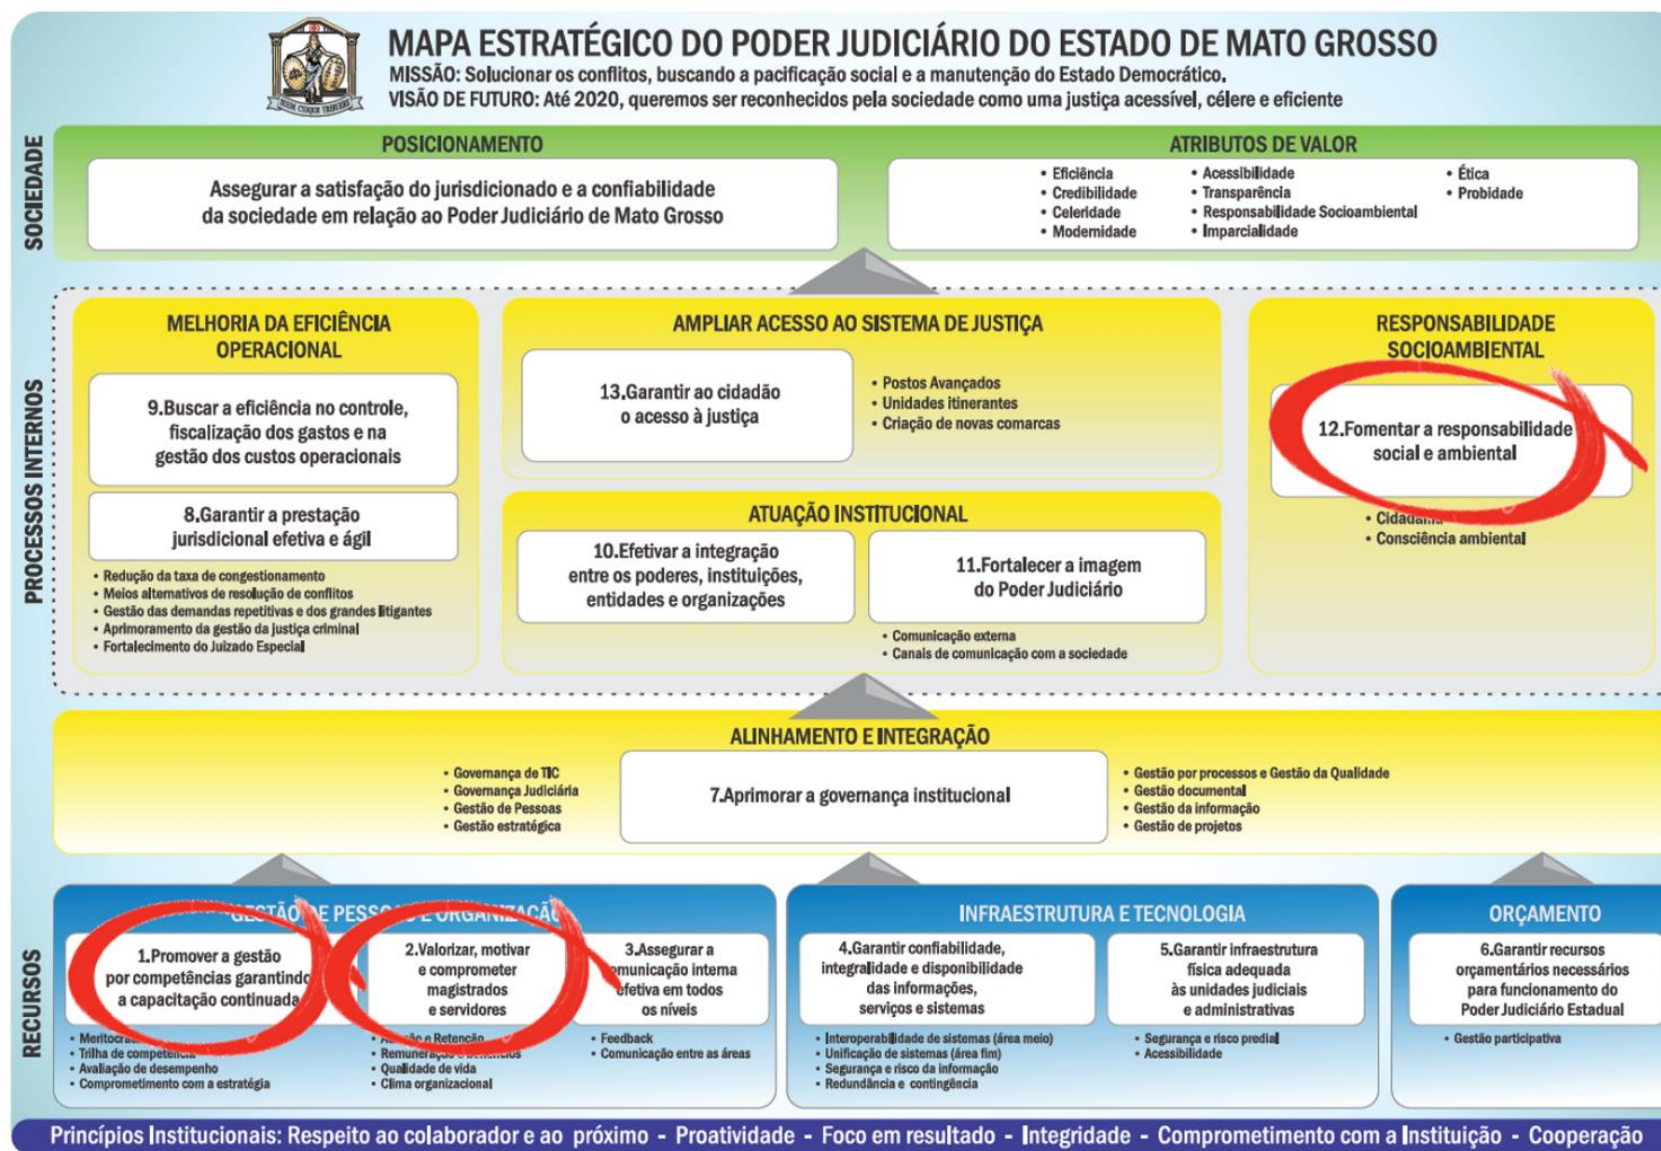 MAPA ESTRATÉGICO DO PODER JUDICIÁRIO DO ESTADO DE MATO GROSSO
MISSÃO: Solucionar os conflitos, buscando a pacificação social e a manutenção do Estado Democrático.
VISÃO DE FUTURO: Até 2020, queremos ser reconhecidos pela sociedade como uma justiça acessível, célere e eficiente
SOCIEDADE
POSICIONAMENTO
Assegurar a satisfação do jurisdicionado e a confiabilidade
da sociedade em relação ao Poder Judiciário de Mato Grosso
ATRIBUTOS DE VALOR
• Eficiência
• Credibilidade
• Celeridade
• Modernidade
• Acessibilidade
• Transparência
• Responsabilidade Socioambiental
• Imparcialidade
• Ética
• Probidade
PROCESSOS INTERNOS
MELHORIA DA EFICIÊNCIA
OPERACIONAL
9.Buscar a eficiência no controle,
fiscalização dos gastos e na
gestão dos custos operacionais
8.Garantir a prestação
jurisdicional efetiva e ágil
• Redução da taxa de congestionamento
• Meios alternativos de resolução de conflitos
• Gestão das demandas repetitivas e dos grandes litigantes
• Aprimoramento da gestão da justiça criminal
• Fortalecimento do Juizado Especial
AMPLIAR ACESSO AO SISTEMA DE JUSTIÇA
13.Garantir ao cidadão
o acesso à justiça
• Postos Avançados
• Unidades itinerantes
• Criação de novas comarcas
ATUAÇÃO INSTITUCIONAL
10.Efetivar a integração
entre os poderes, instituições,
entidades e organizações
11.Fortalecer a imagem
do Poder Judiciário
• Comunicação externa
• Canais de comunicação com a sociedade
RESPONSABILIDADE
SOCIOAMBIENTAL
12.Fomentar a responsabilidade
social e ambiental
• Cidadania
• Consciência ambiental
ALINHAMENTO E INTEGRAÇÃO
• Governança de TIC
• Governança Judiciária
• Gestão de Pessoas
• Gestão estratégica
7.Aprimorar a governança institucional
• Gestão por processos e Gestão da Qualidade
• Gestão documental
• Gestão da informação
• Gestão de projetos
RECURSOS
GESTÃO DE PESSOAS E ORGANIZAÇÃO
1.Promover a gestão
por competências garantindo
a capacitação continuada
• Trilha de competência
• Avaliação de desempenho
• Comprometimento com a estratégia
2.Valorizar, motivar
e comprometer
magistrados
e servidores
e Retenção
• Remuneração e benefícios
• Qualidade de vida
• Clima organizacional
3.Assegurar a
comunicação interna
efetiva em todos
os níveis
• Feedback
• Comunicação entre as áreas
INFRAESTRUTURA E TECNOLOGIA
4.Garantir confiabilidade,
integralidade e disponibilidade
das informações,
serviços e sistemas
• Interoperabilidade de sistemas (área meio)
• Unificação de sistemas (área fim)
• Segurança e risco da informação
• Redundância e contingência
5.Garantir infraestrutura
física adequada
às unidades judiciais
e administrativas
• Segurança e risco predial
• Acessibilidade
ORÇAMENTO
6.Garantir recursos
orçamentários necessários
para funcionamento do
Poder Judiciário Estadual
• Gestão participativa
Princípios Institucionais: Respeito ao colaborador e ao próximo - Proatividade - Foco em resultado - Integridade - Comprometimento com a Instituição - Cooperação